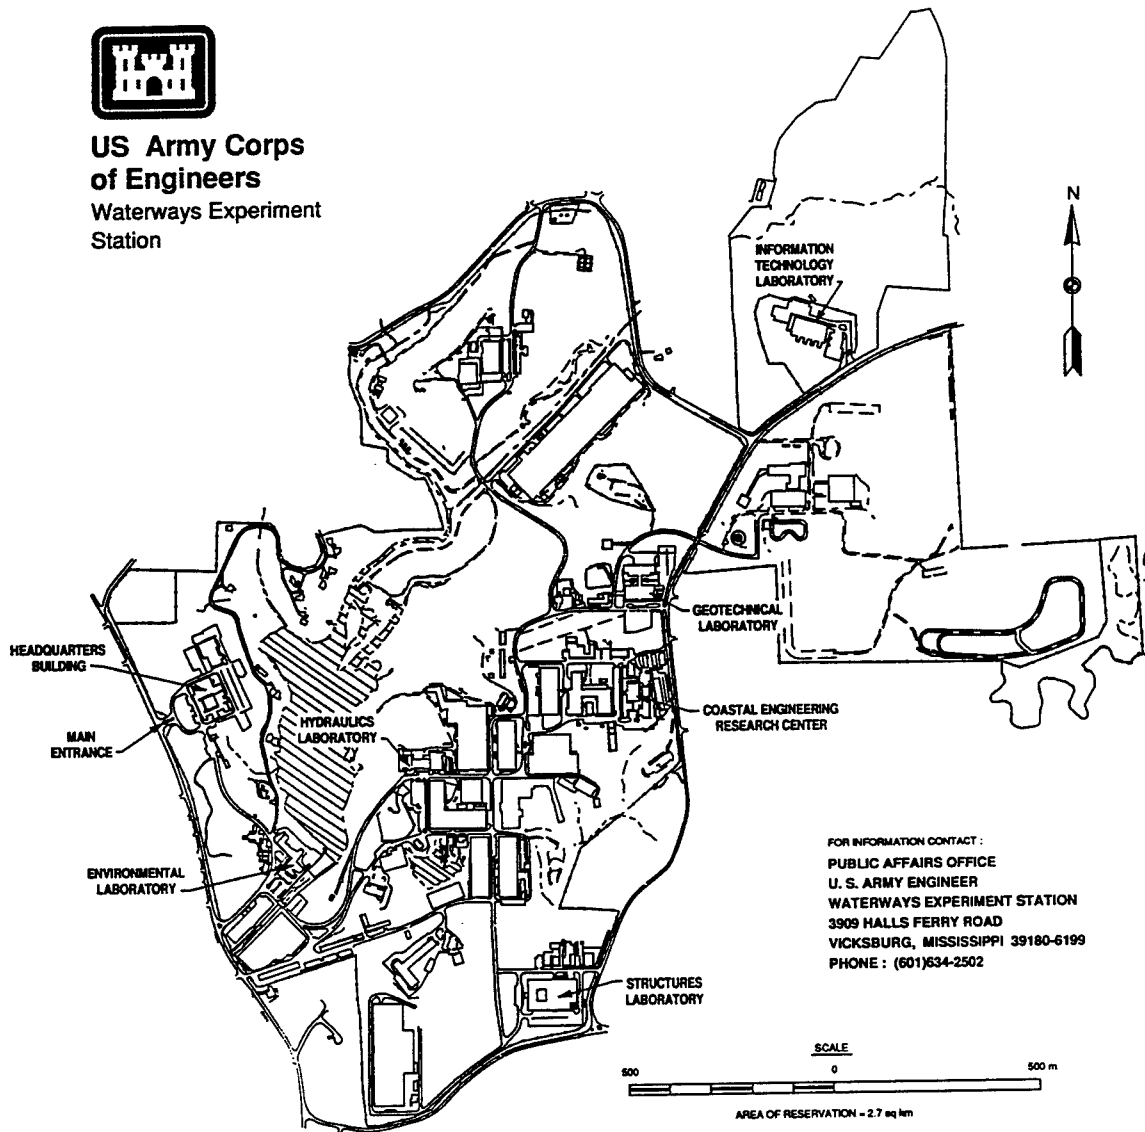 US Army Corps
of Engineers
Waterways Experiment
Station
N
INFORMATION
TECHNOLOGY
LABORATORY
GEOTECHNICAL
LABORATORY
HEADQUARTERS
BUILDING
MAIN
ENTRANCE
HYDRAULICS
LABORATORY
COASTAL ENGINEERING
RESEARCH CENTER
ENVIRONMENTAL
LABORATORY
STRUCTURES
LABORATORY
FOR INFORMATION CONTACT :
PUBLIC AFFAIRS OFFICE
U. S. ARMY ENGINEER
WATERWAYS EXPERIMENT STATION
3909 HALLS FERRY ROAD
VICKSBURG, MISSISSIPPI 39180-6199
PHONE : (601)634-2502
SCALE
500 0 500 m
AREA OF RESERVATION = 2.7 sq km